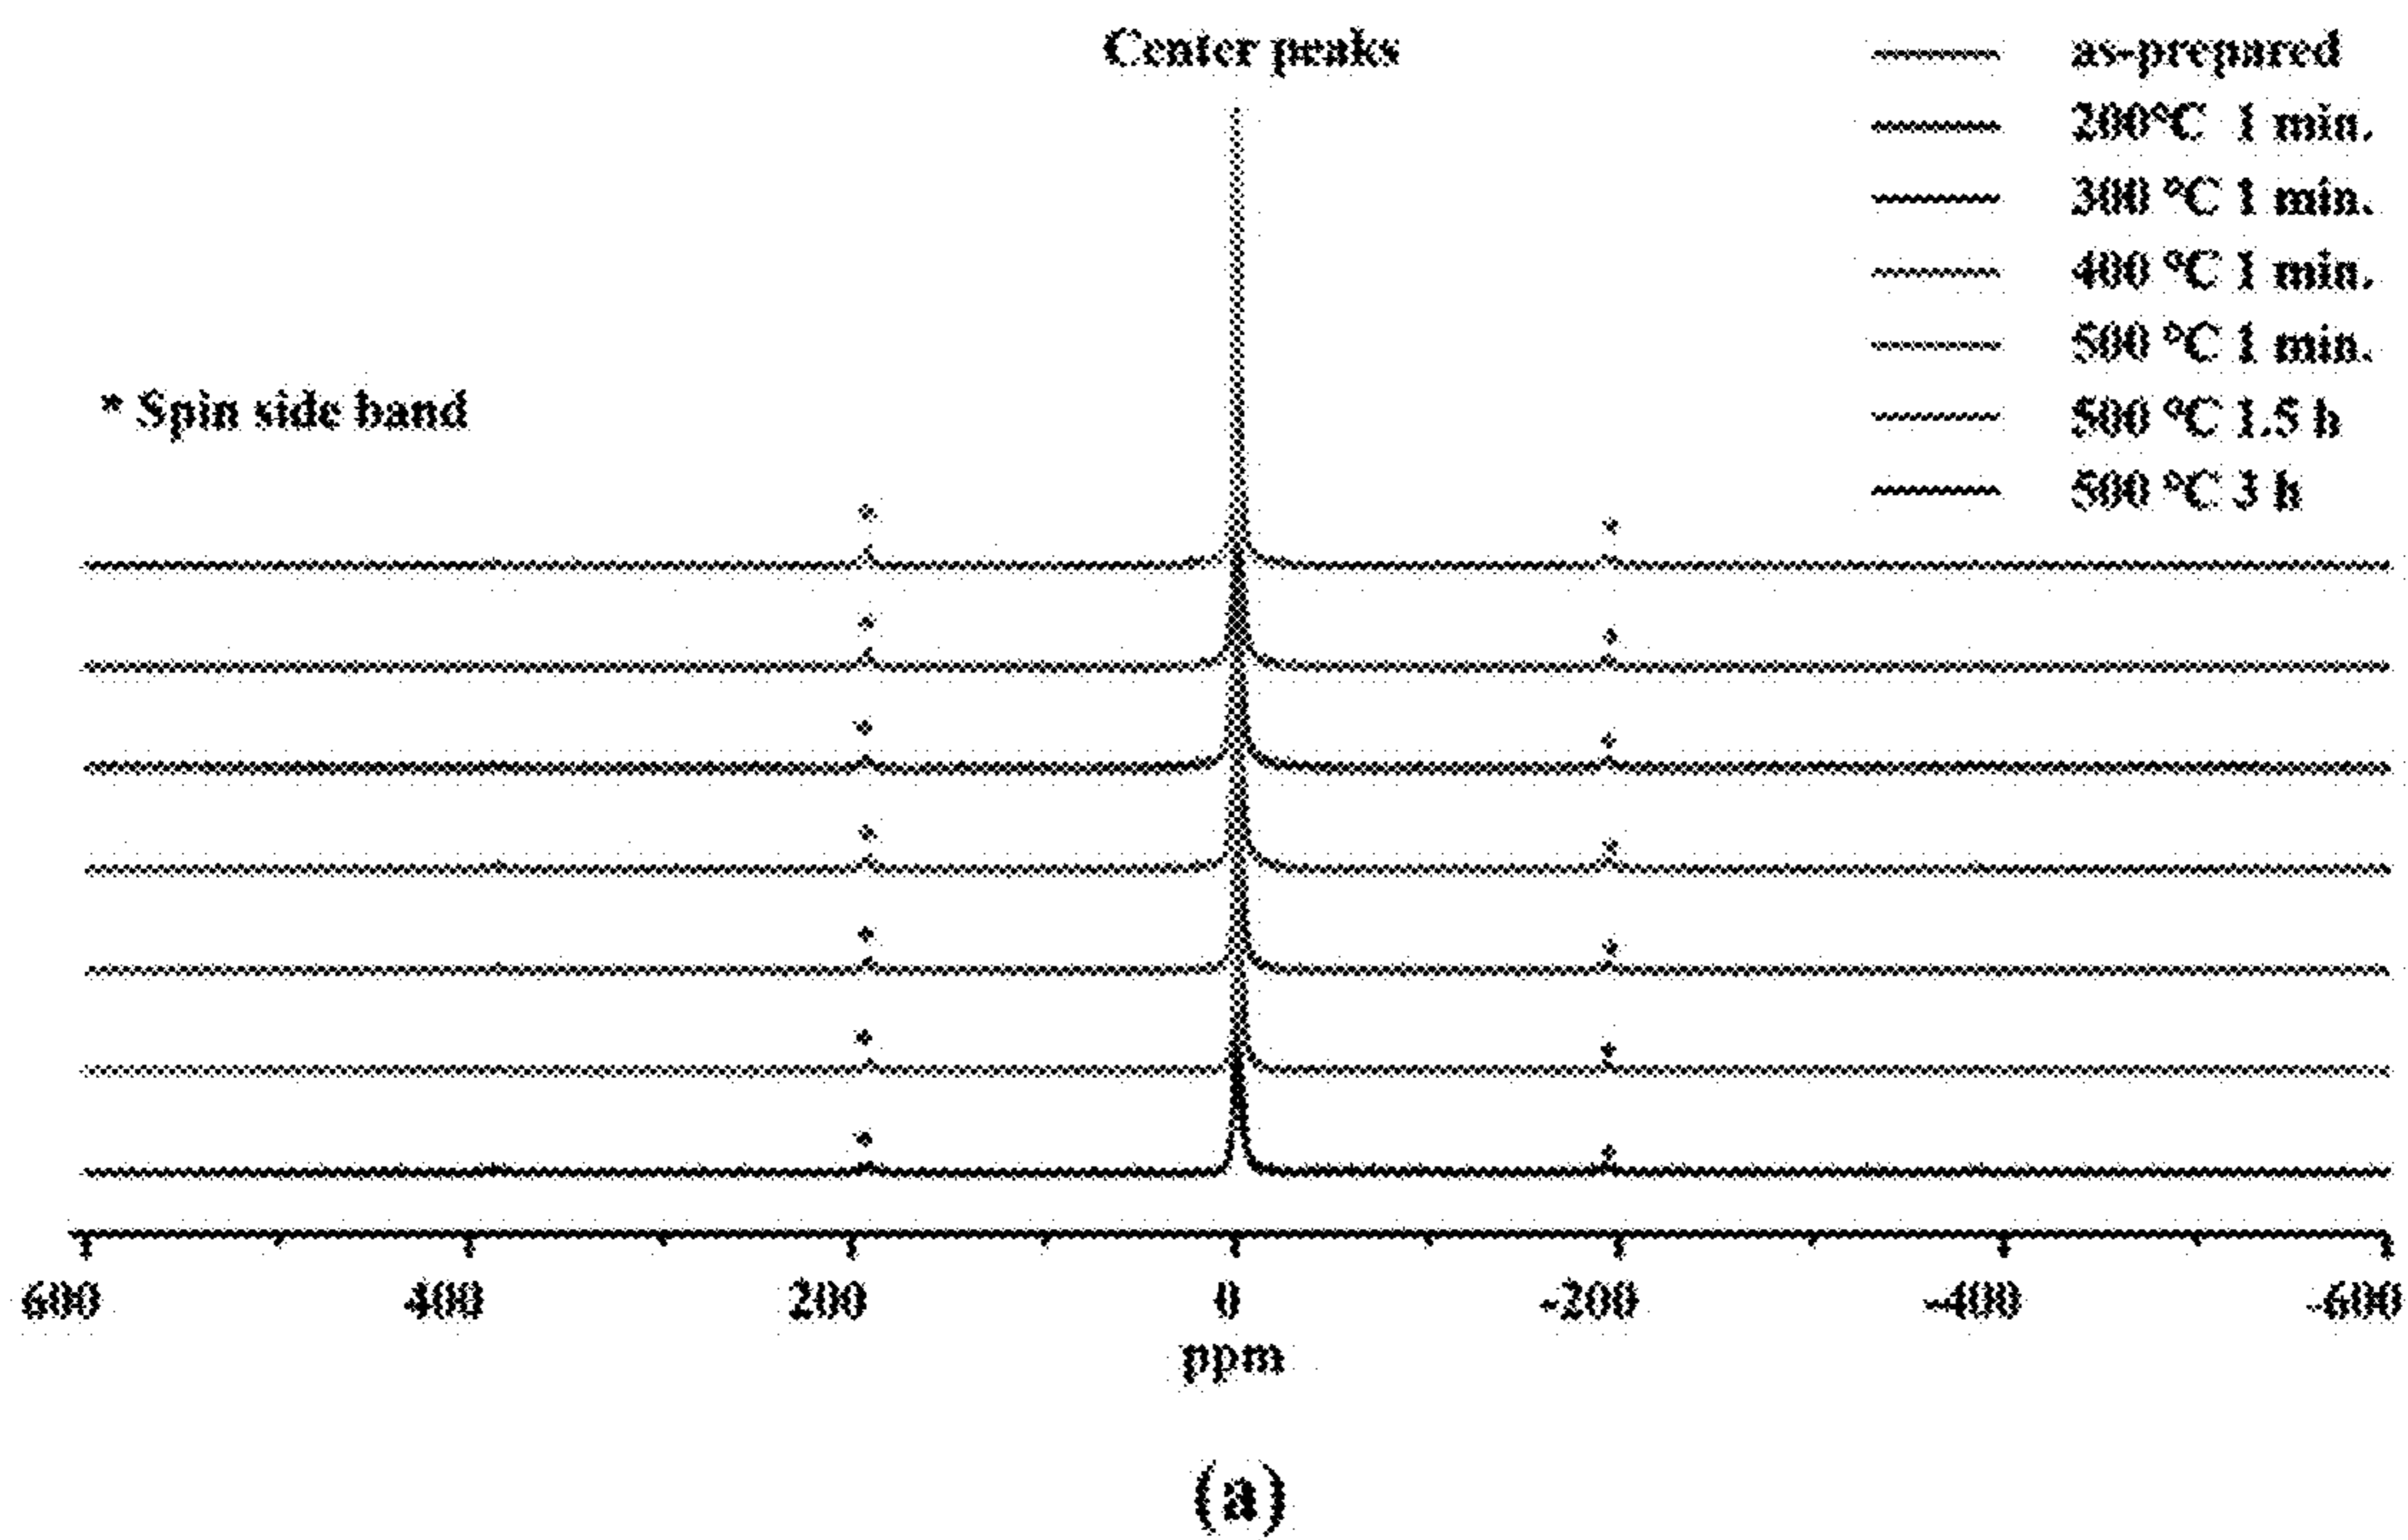 Center peaks
as-prepared
200°C 1 min.
300 °C 1 min.
400 °C 1 min.
500 °C 1 min.
500 °C 1.5 h
500 °C 3 h
* Spin side band
* *
* *
* *
* *
* *
* *
* *
600 400 200 0 -200 -400 -600
ppm
(a)